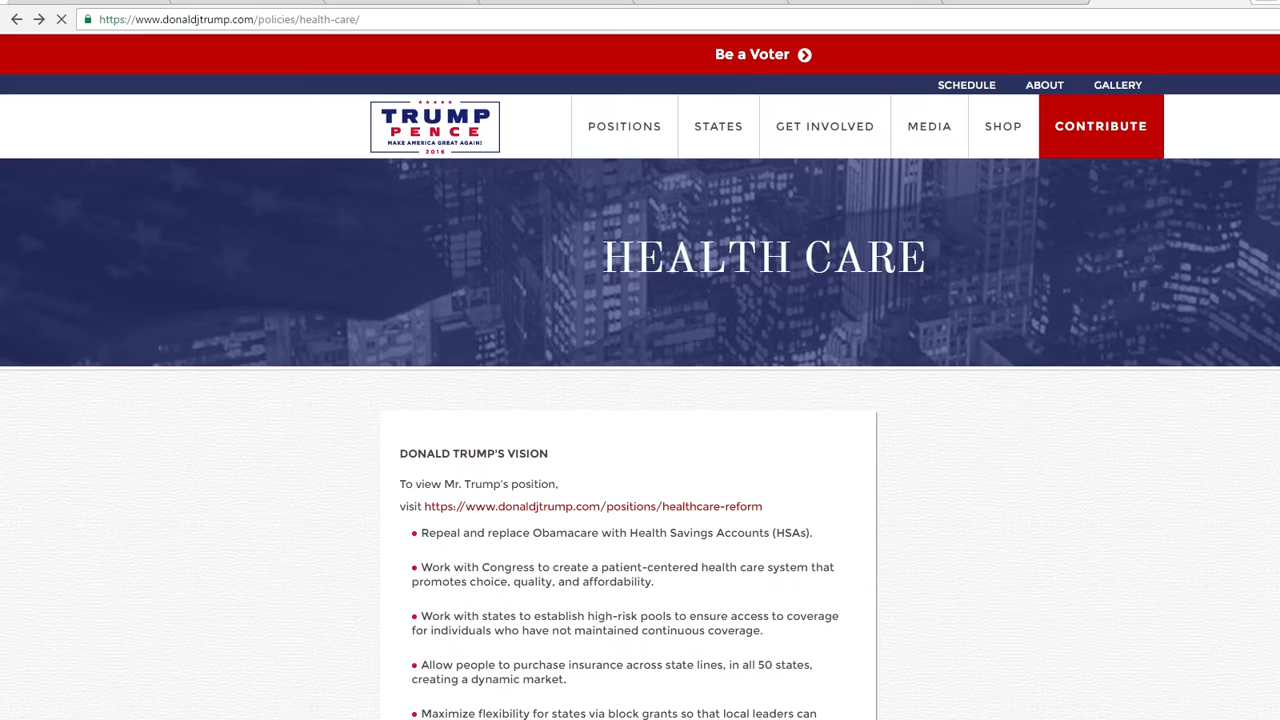 https://www.donaldjtrump.com/policies/health-care/
Be a Voter
SCHEDULE ABOUT GALLERY
TRUMP
PENCE
MAKE AMERICA GREAT AGAIN!
2016
POSITIONS STATES GET INVOLVED MEDIA SHOP CONTRIBUTE
HEALTH CARE
DONALD TRUMP'S VISION
To view Mr. Trump's position,
visit https://www.donaldjtrump.com/positions/healthcare-reform
• Repeal and replace Obamacare with Health Savings Accounts (HSAs).
• Work with Congress to create a patient-centered health care system that
promotes choice, quality, and affordability.
• Work with states to establish high-risk pools to ensure access to coverage
for individuals who have not maintained continuous coverage.
• Allow people to purchase insurance across state lines, in all 50 states,
creating a dynamic market.
• Maximize flexibility for states via block grants so that local leaders can